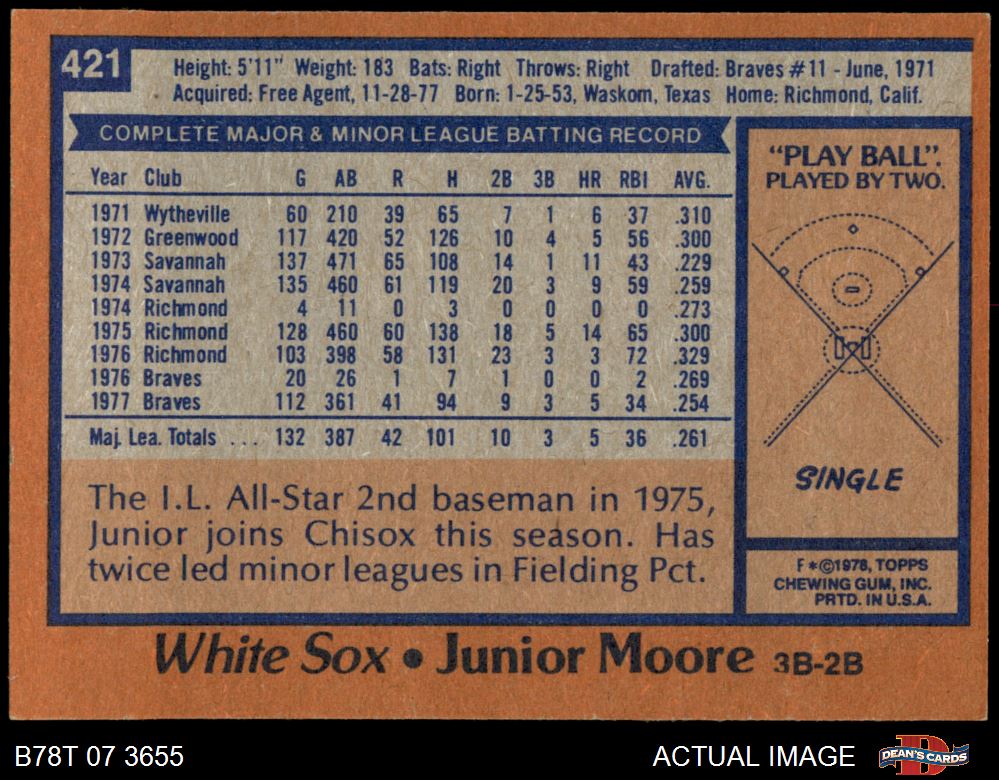 421
Height: 5'11" Weight: 183 Bats: Right Throws: Right Drafted: Braves #11 - June, 1971
Acquired: Free Agent, 11-28-77 Born: 1-25-53, Waskom, Texas Home: Richmond, Calif.
COMPLETE MAJOR & MINOR LEAGUE BATTING RECORD
Year Club G AB R H 2B 3B HR RBI AVG.
1971 Wytheville 60 210 39 65 7 1 6 37 .310
1972 Greenwood 117 420 52 126 10 4 5 56 .300
1973 Savannah 137 471 65 108 14 1 11 43 .229
1974 Savannah 135 460 61 119 20 3 9 59 .259
1974 Richmond 4 11 0 3 0 0 0 0 .273
1975 Richmond 128 460 60 138 18 5 14 65 .300
1976 Richmond 103 398 58 131 23 3 3 72 .329
1976 Braves 20 26 1 7 1 0 0 2 .269
1977 Braves 112 361 41 94 9 3 5 34 .254
Maj. Lea. Totals ... 132 387 42 101 10 3 5 36 .261
The I.L. All-Star 2nd baseman in 1975,
Junior joins Chisox this season. Has
twice led minor leagues in Fielding Pct.
"PLAY BALL".
PLAYED BY TWO.
SINGLE
F*©1978, TOPPS
CHEWING GUM, INC.
PRTD. IN U.S.A.
White Sox • Junior Moore 3B-2B
B78T 07 3655
ACTUAL IMAGE
DEAN'S CARDS